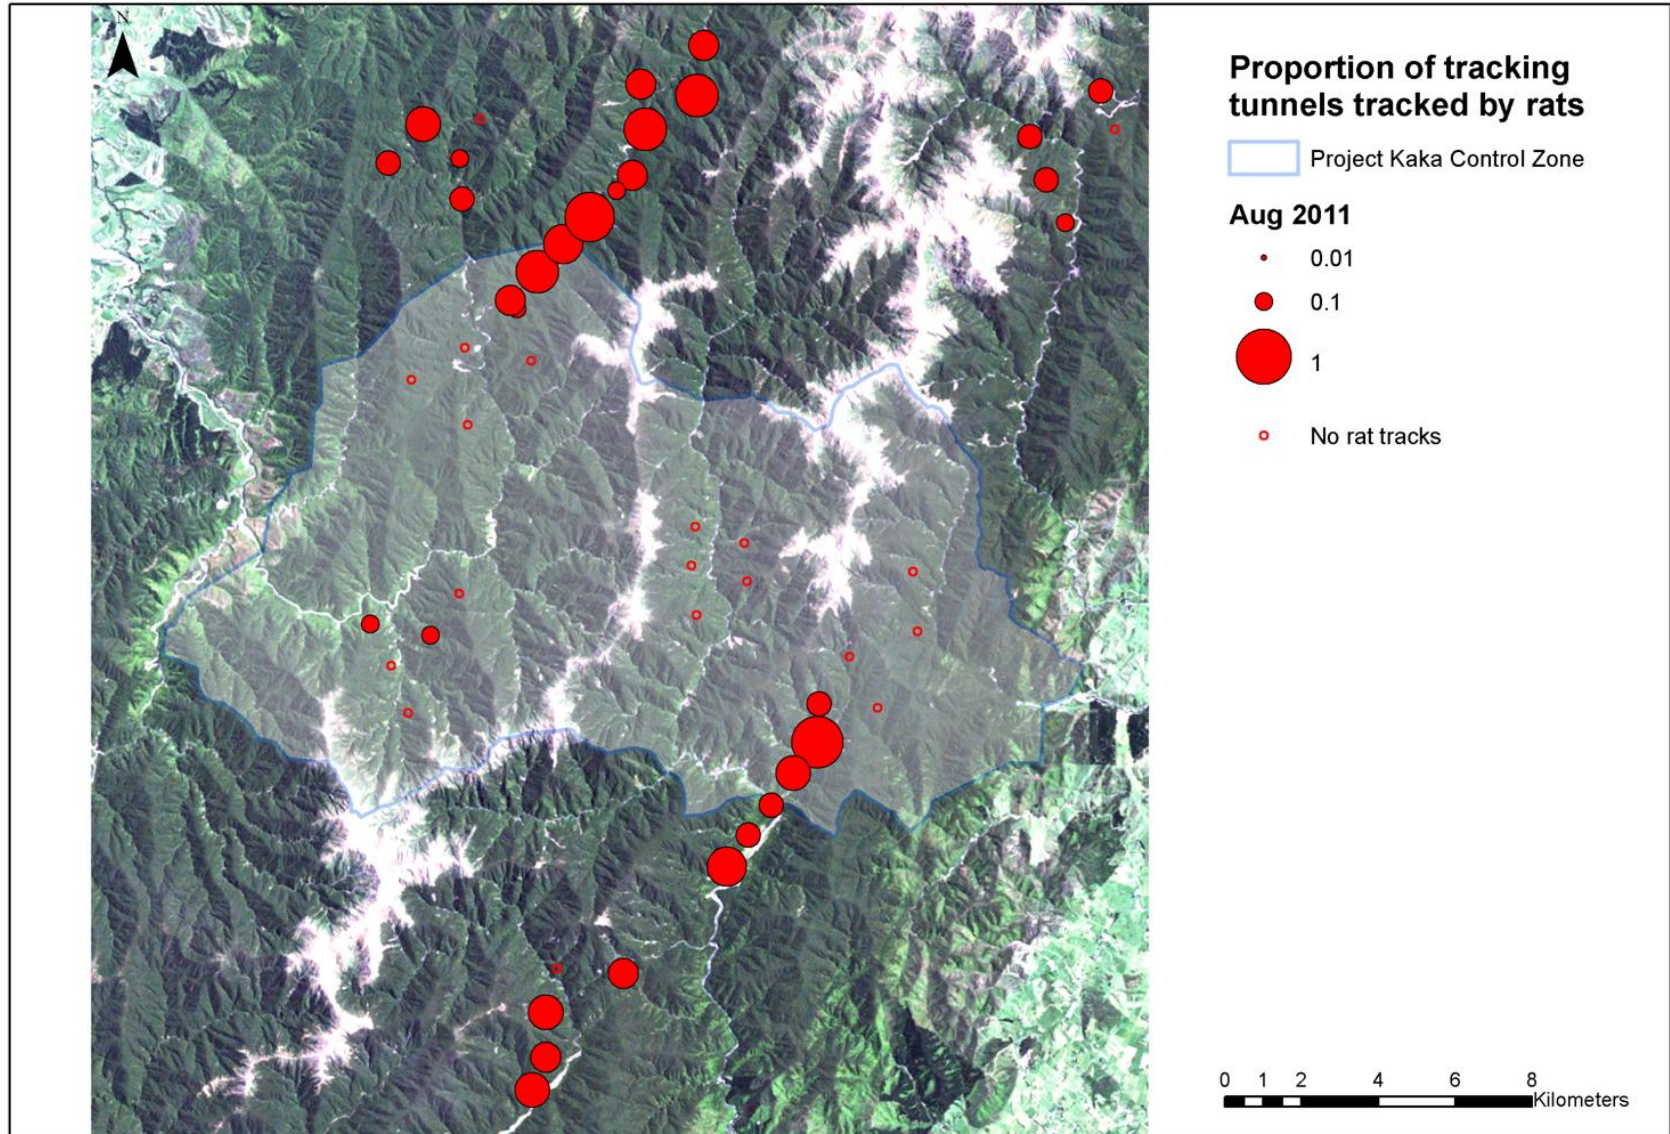 N
Proportion of tracking
tunnels tracked by rats
Project Kaka Control Zone
Aug 2011
0.01
0.1
1
No rat tracks
0 1 2 4 6 8
Kilometers